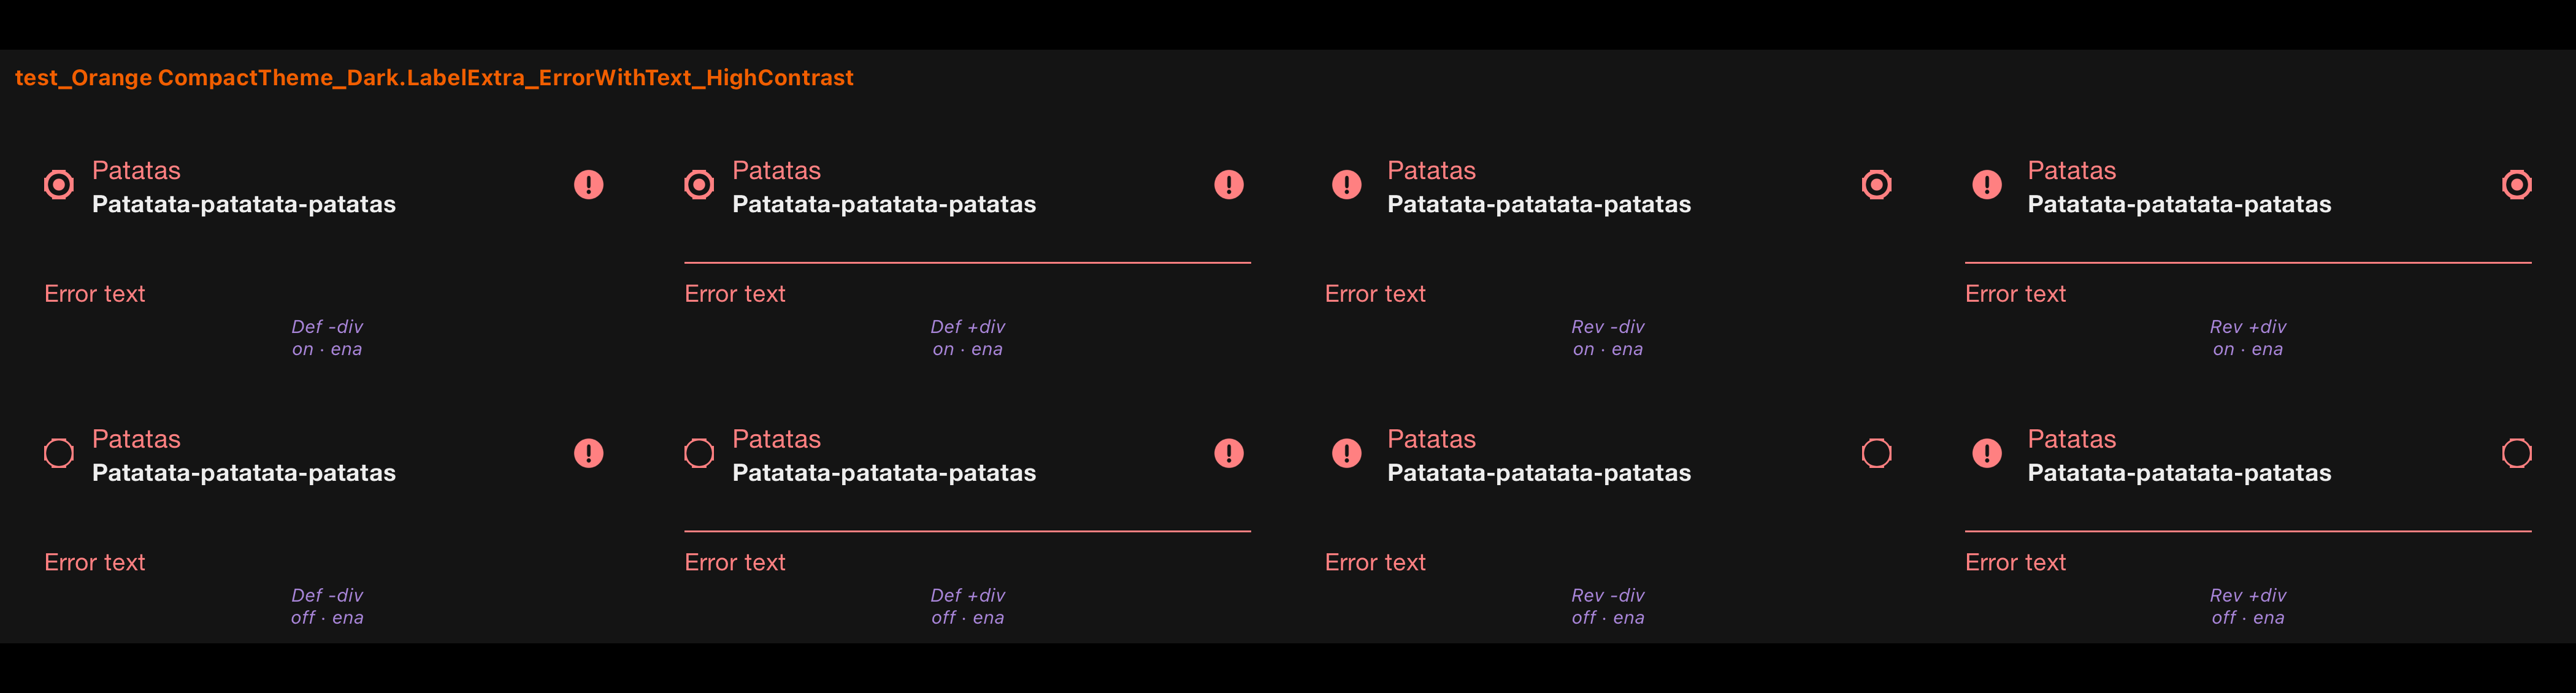 test_Orange CompactTheme_Dark.LabelExtra_ErrorWithText_HighContrast
Patatas
Patatata-patatata-patatas
Error text
Def -div
on · ena
Patatas
Patatata-patatata-patatas
Error text
Def +div
on · ena
Patatas
Patatata-patatata-patatas
Error text
Rev -div
on · ena
Patatas
Patatata-patatata-patatas
Error text
Rev +div
on · ena
Patatas
Patatata-patatata-patatas
Error text
Def -div
off · ena
Patatas
Patatata-patatata-patatas
Error text
Def +div
off · ena
Patatas
Patatata-patatata-patatas
Error text
Rev -div
off · ena
Patatas
Patatata-patatata-patatas
Error text
Rev +div
off · ena